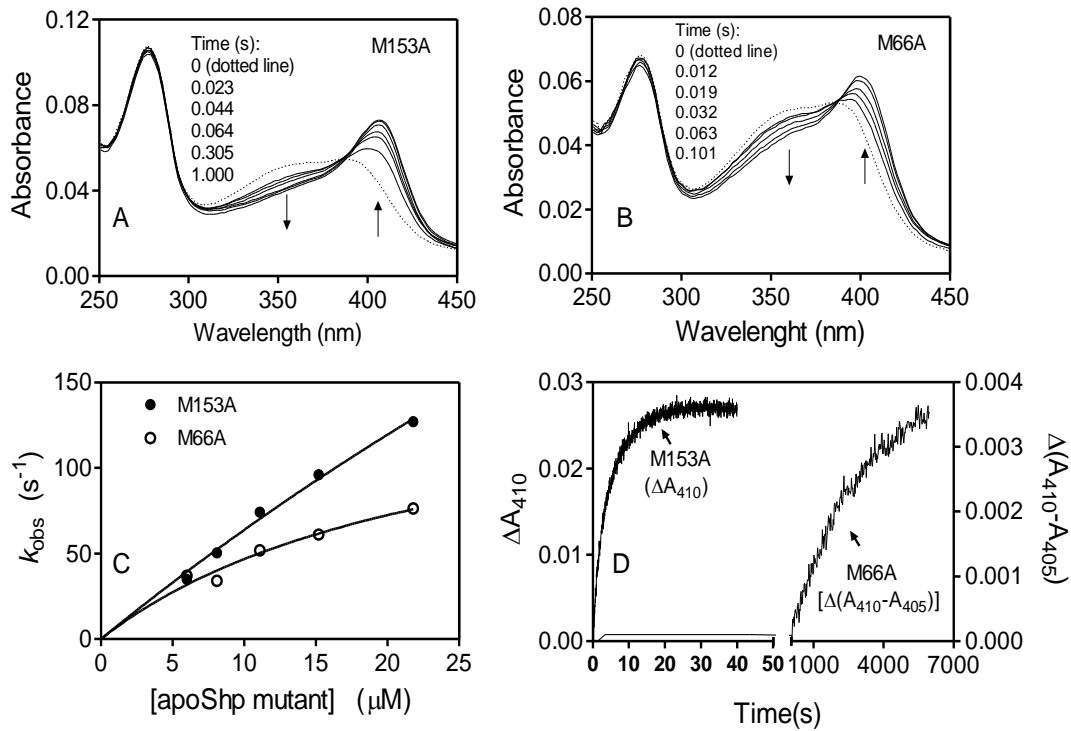 0.12
0.08
0.04
0.00
Absorbance
Time (s):
0 (dotted line)
0.023
0.044
0.064
0.305
1.000
M153A
A
250 300 350 400 450
Wavelength (nm)
0.08
0.06
0.04
0.02
0.00
Absorbance
Time (s):
0 (dotted line)
0.012
0.019
0.032
0.063
0.101
M66A
B
250 300 350 400 450
Wavelenght (nm)
150
100
50
0
k_obs (s⁻¹)
M153A
M66A
C
0 5 10 15 20 25
[apoShp mutant] (μM)
0.03
0.02
0.01
0.00
ΔA₄₁₀
M153A
(ΔA₄₁₀)
D
M66A
[Δ(A₄₁₀-A₄₀₅)]
0.004
0.003
0.002
0.001
0.000
Δ(A₄₁₀-A₄₀₅)
0 10 20 30 40 50 1000 4000 7000
Time(s)